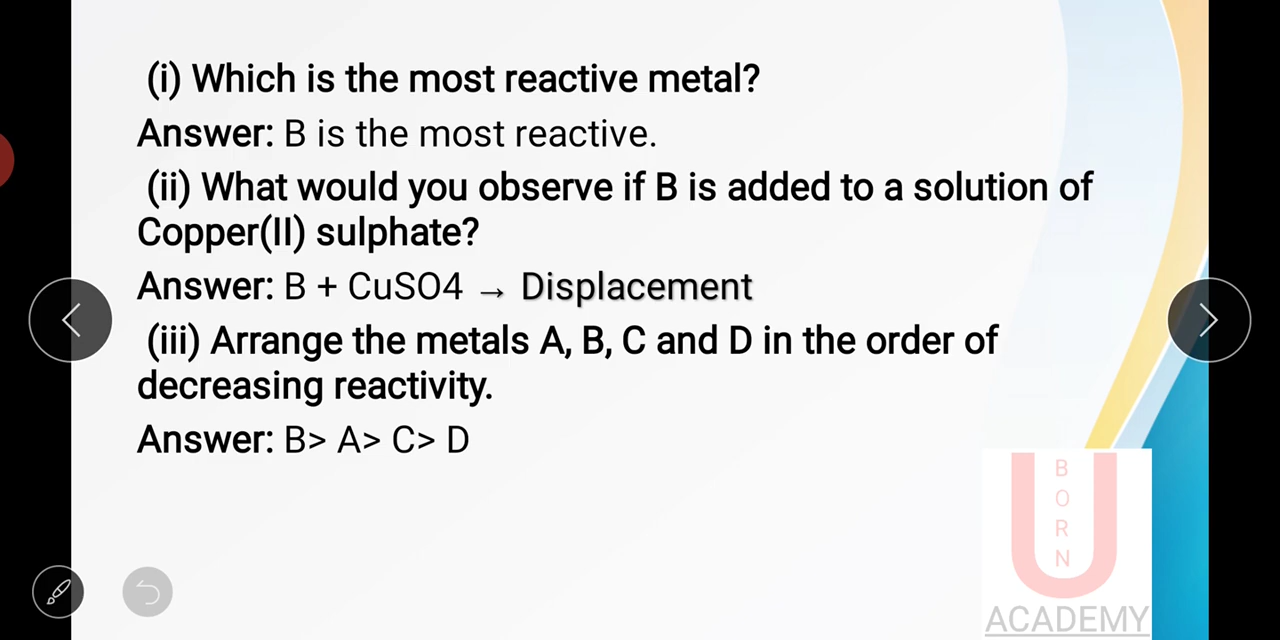 (i) Which is the most reactive metal?
Answer: B is the most reactive.
(ii) What would you observe if B is added to a solution of
Copper(II) sulphate?
Answer: B + CuSO4 → Displacement
(iii) Arrange the metals A, B, C and D in the order of
decreasing reactivity.
Answer: B> A> C> D
U
BORN
ACADEMY